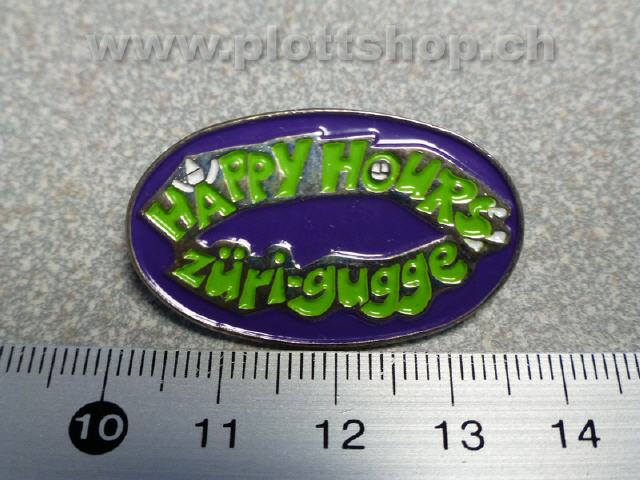 www.plottshop.ch
HAPPY HOURS
züri-gugge
10 11 12 13 14